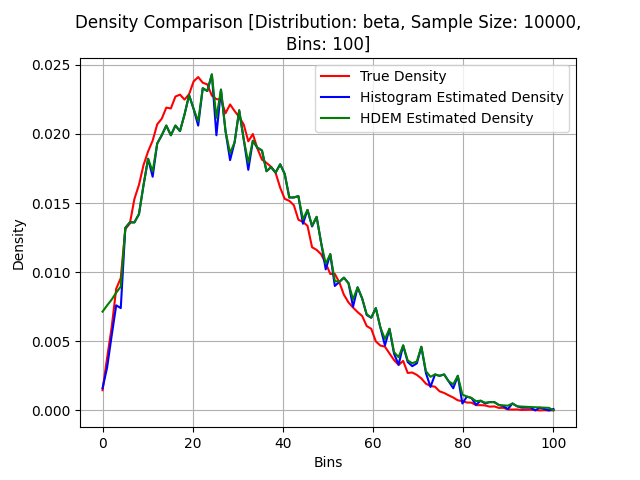 Density Comparison [Distribution: beta, Sample Size: 10000,
Bins: 100]
True Density
Histogram Estimated Density
HDEM Estimated Density
Density
0.025
0.020
0.015
0.010
0.005
0.000
0 20 40 60 80 100
Bins